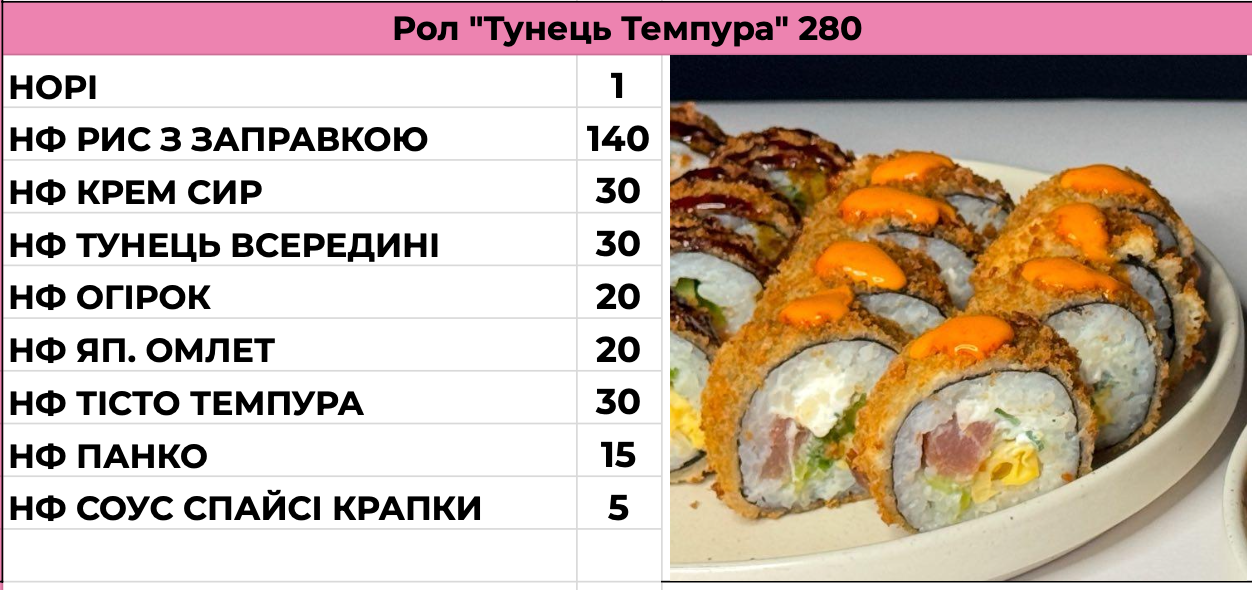 Рол "Тунець Темпура" 280
НОРІ 1
НФ РИС З ЗАПРАВКОЮ 140
НФ КРЕМ СИР 30
НФ ТУНЕЦЬ ВСЕРЕДИНІ 30
НФ ОГІРОК 20
НФ ЯП. ОМЛЕТ 20
НФ ТІСТО ТЕМПУРА 30
НФ ПАНКО 15
НФ СОУС СПАЙСІ КРАПКИ 5